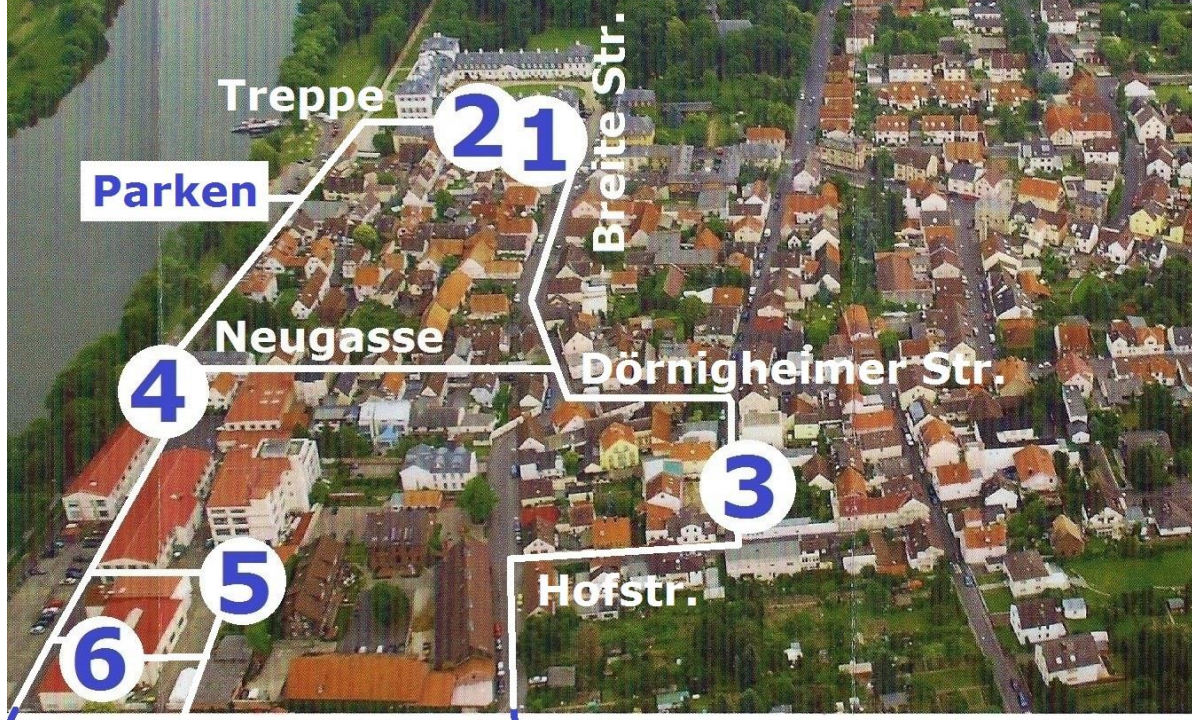 Treppe
2
1
Breite Str.
Parken
Neugasse
4
Dörnigheimer Str.
3
5
Hofstr.
6